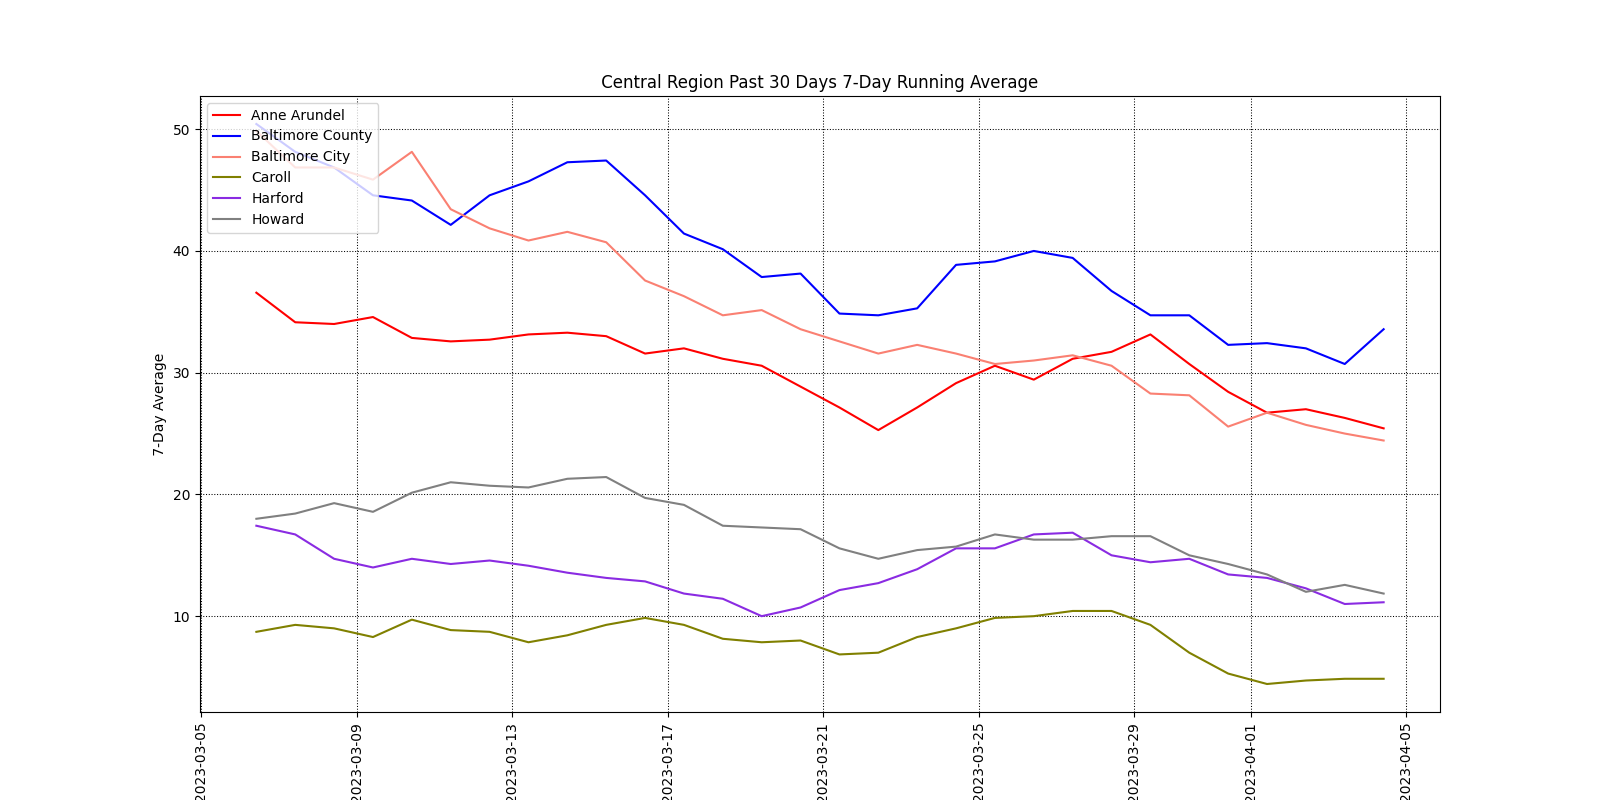 Central Region Past 30 Days 7-Day Running Average
Anne Arundel
Baltimore County
Baltimore City
Caroll
Harford
Howard
7-Day Average
50
40
30
20
10
2023-03-05
2023-03-09
2023-03-13
2023-03-17
2023-03-21
2023-03-25
2023-03-29
2023-04-01
2023-04-05